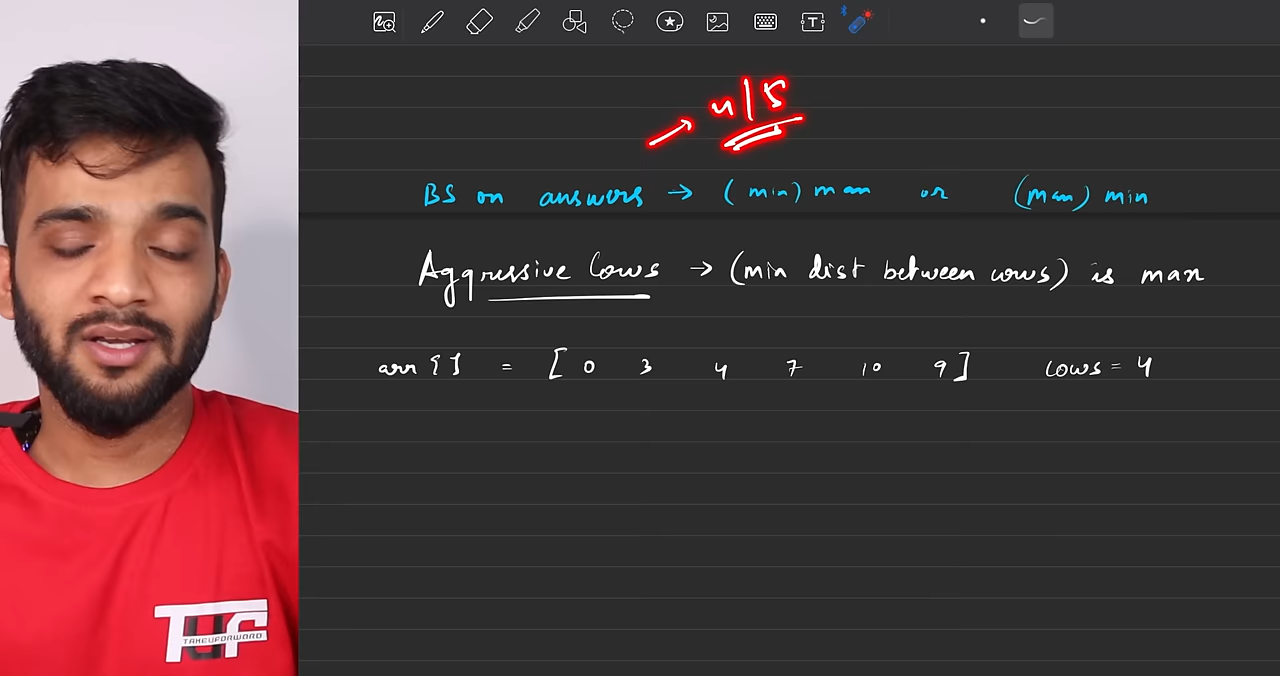 4/5
BS on answers → (min) max or (max) min
Aggressive Cows → (min dist between cows) is max
arr [] = [ 0 3 4 7 10 9 ] cows = 4
TUF
TAKEUFORWARD